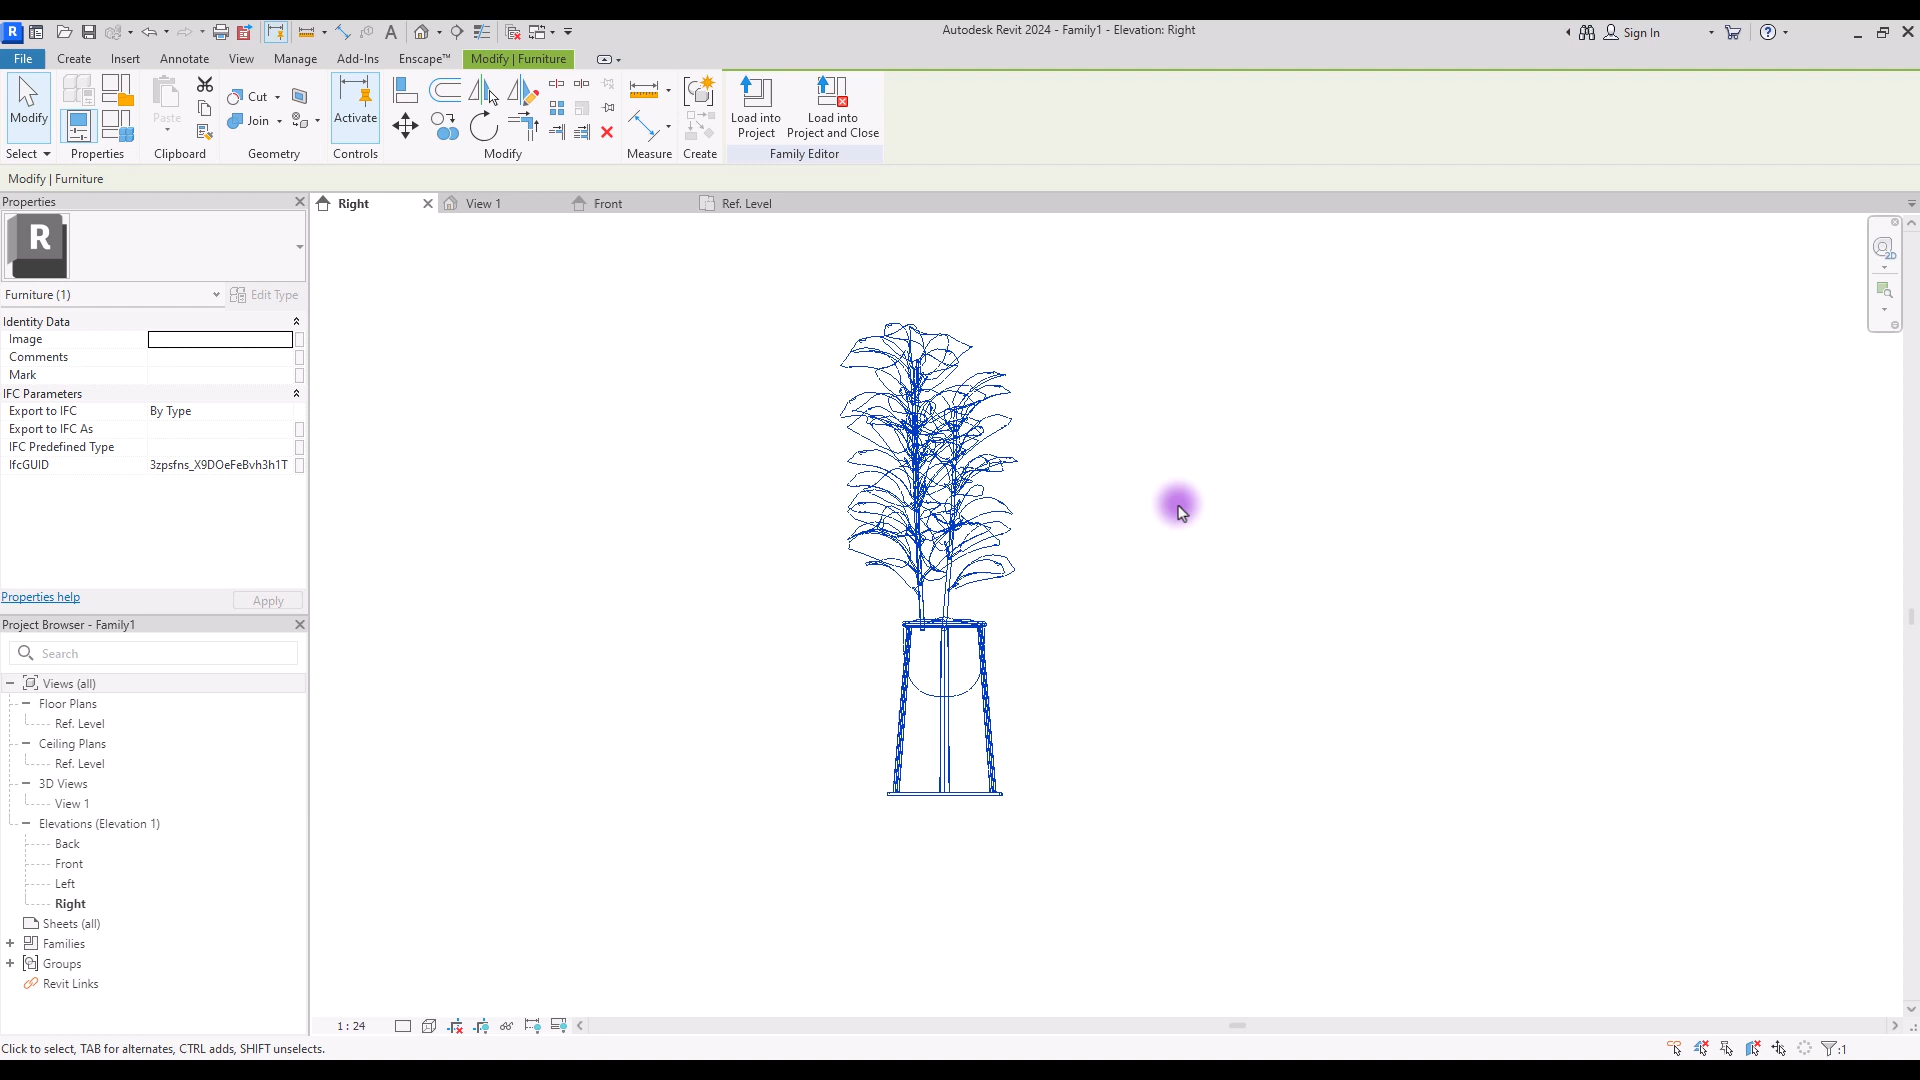 Autodesk Revit 2024 - Family1 - Elevation: Right
Sign In
File
Create
Insert
Annotate
View
Manage
Add-Ins
Enscape™
Modify | Furniture
Modify
Paste
Cut
Join
Activate
Load into
Project
Load into
Project and Close
Select
Properties
Clipboard
Geometry
Controls
Modify
Measure
Create
Family Editor
Modify | Furniture
Properties
R
Furniture (1)
Edit Type
Identity Data
Image
Comments
Mark
IFC Parameters
Export to IFC
By Type
Export to IFC As
IFC Predefined Type
IfcGUID
3zpsfns_X9DOeFeBvh3h1T
Properties help
Apply
Project Browser - Family1
Search
Views (all)
Floor Plans
Ref. Level
Ceiling Plans
Ref. Level
3D Views
View 1
Elevations (Elevation 1)
Back
Front
Left
Right
Sheets (all)
Families
Groups
Revit Links
Right
View 1
Front
Ref. Level
2D
1 : 24
Click to select, TAB for alternates, CTRL adds, SHIFT unselects.
:1